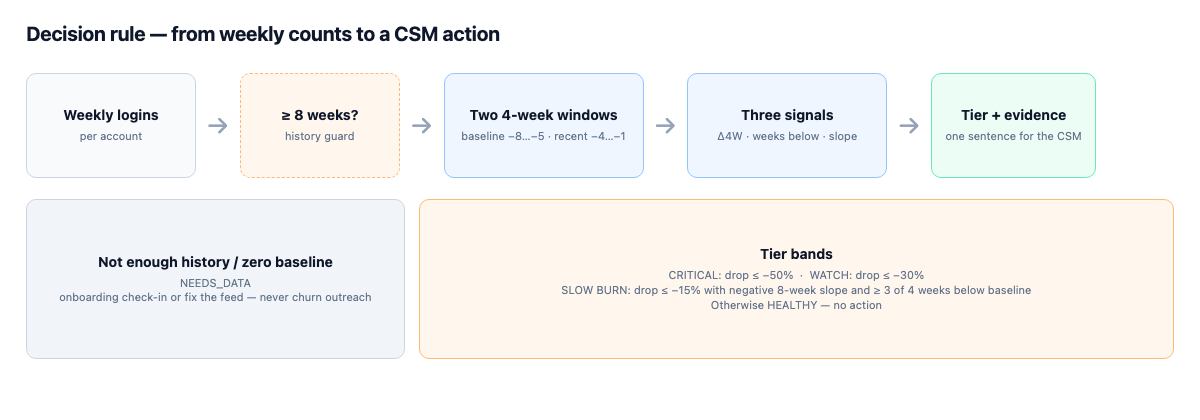 Decision rule — from weekly counts to a CSM action
Weekly logins
per account
≥ 8 weeks?
history guard
Two 4-week windows
baseline −8…−5 · recent −4…−1
Three signals
Δ4W · weeks below · slope
Tier + evidence
one sentence for the CSM
Not enough history / zero baseline
NEEDS_DATA
onboarding check-in or fix the feed — never churn outreach
Tier bands
CRITICAL: drop ≤ −50% · WATCH: drop ≤ −30%
SLOW BURN: drop ≤ −15% with negative 8-week slope and ≥ 3 of 4 weeks below baseline
Otherwise HEALTHY — no action